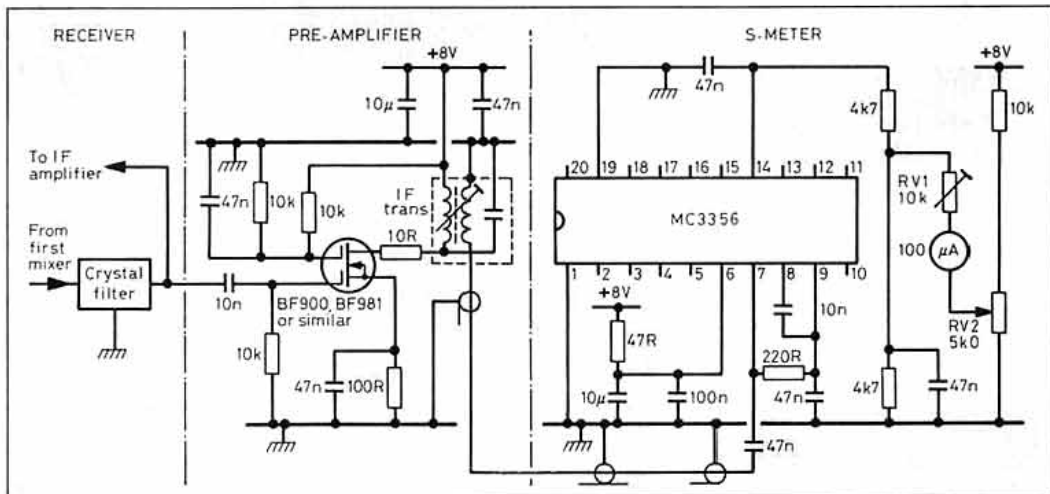 RECEIVER
PRE-AMPLIFIER
S-METER
+8V
10µ
47n
To IF
amplifier
From
first
mixer
Crystal
filter
10n
47n
10k
10k
10R
IF
trans
BF900, BF981
or similar
10k
47n
100R
+8V
47n
4k7
10k
20 19 18 17 16 15 14 13 12 11
MC3356
1 2 3 4 5 6 7 8 9 10
RV1
10k
100
µA
RV2
5k0
+8V
47R
10µ
100n
10n
220R
47n
4k7
47n
47n